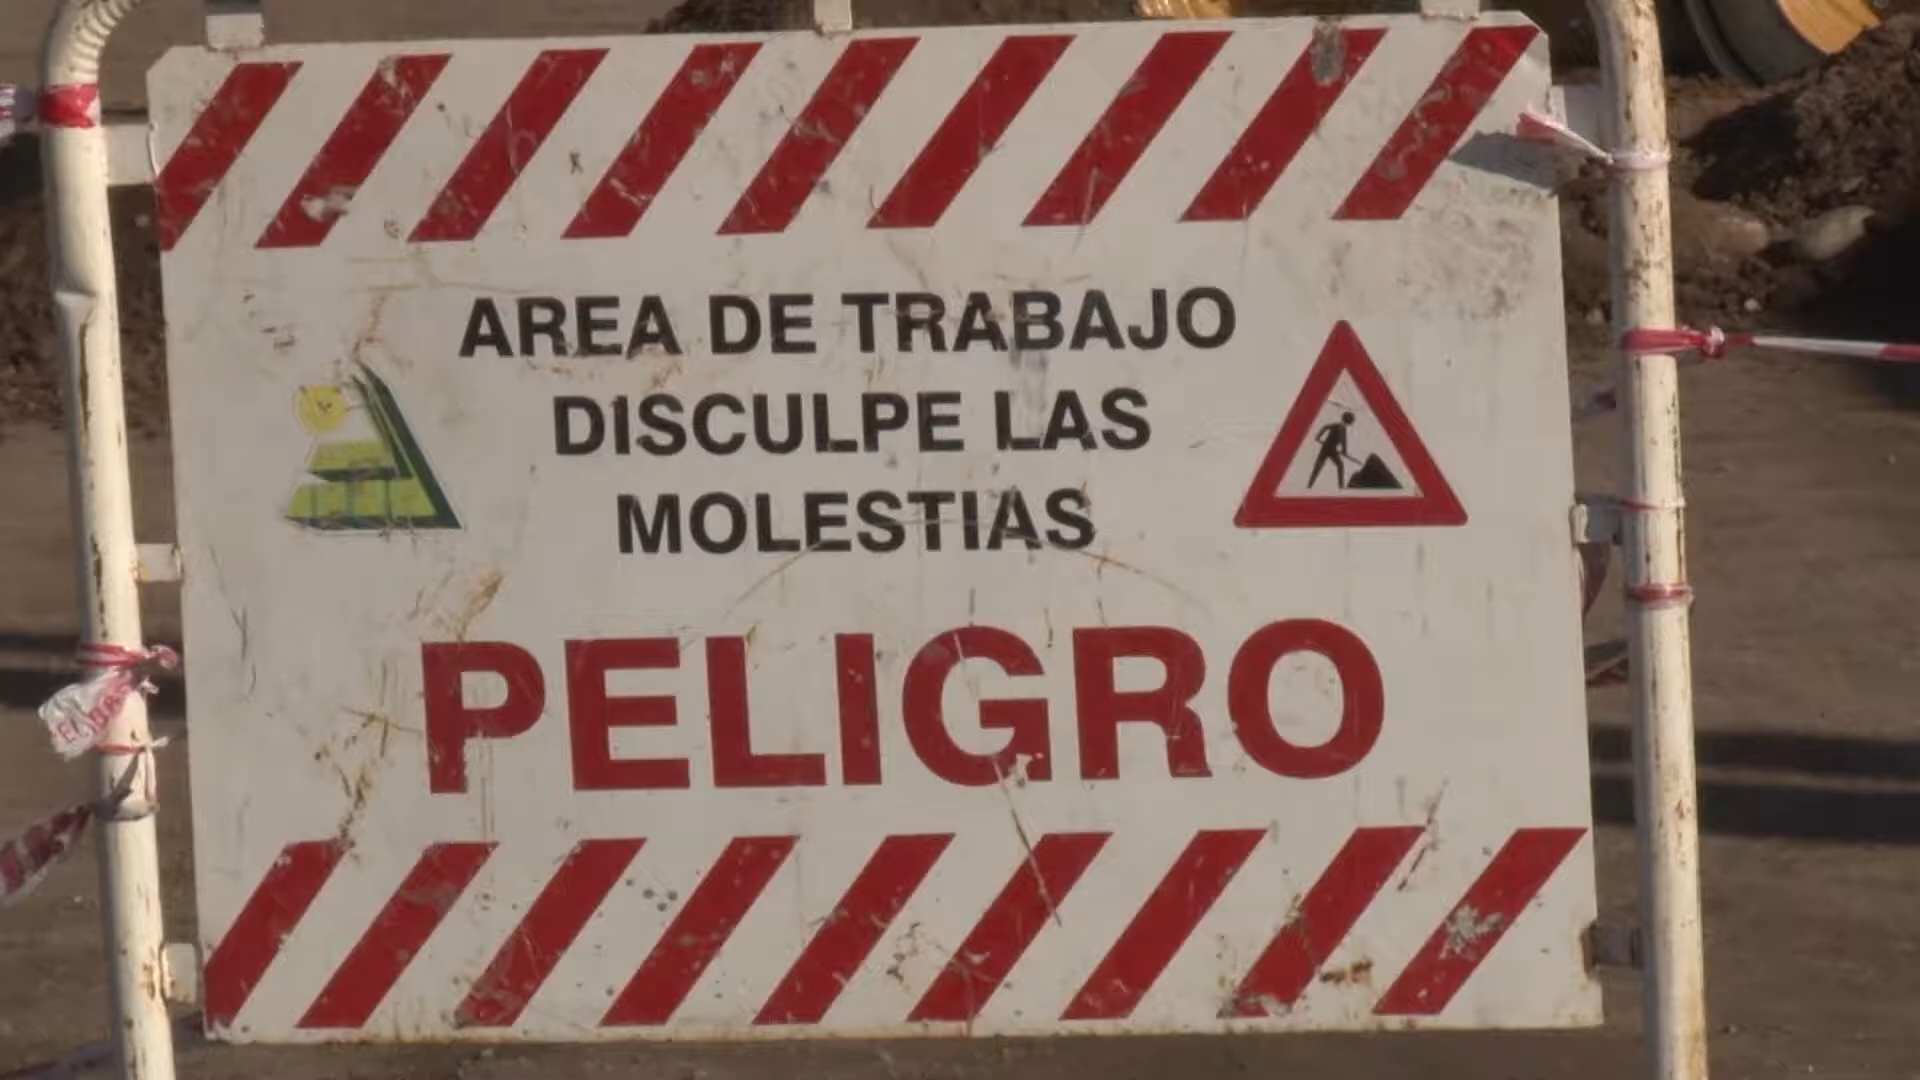 AREA DE TRABAJO
DISCULPE LAS
MOLESTIAS
PELIGRO